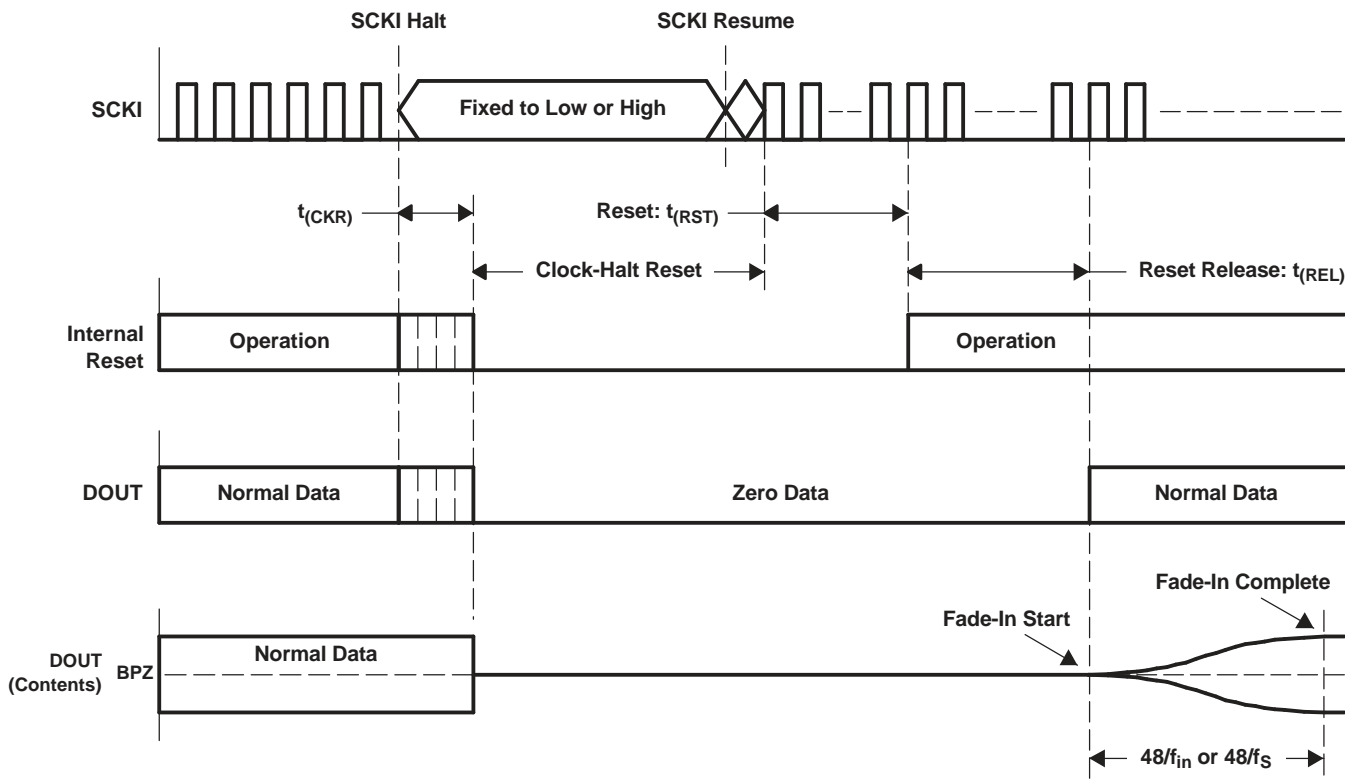 SCKI Halt
SCKI Resume
SCKI
Fixed to Low or High
t(CKR)
Reset: t(RST)
Clock-Halt Reset
Reset Release: t(REL)
Internal
Reset
Operation
Operation
DOUT
Normal Data
Zero Data
Normal Data
Fade-In Complete
Fade-In Start
DOUT
(Contents)
BPZ
Normal Data
48/fin or 48/fS